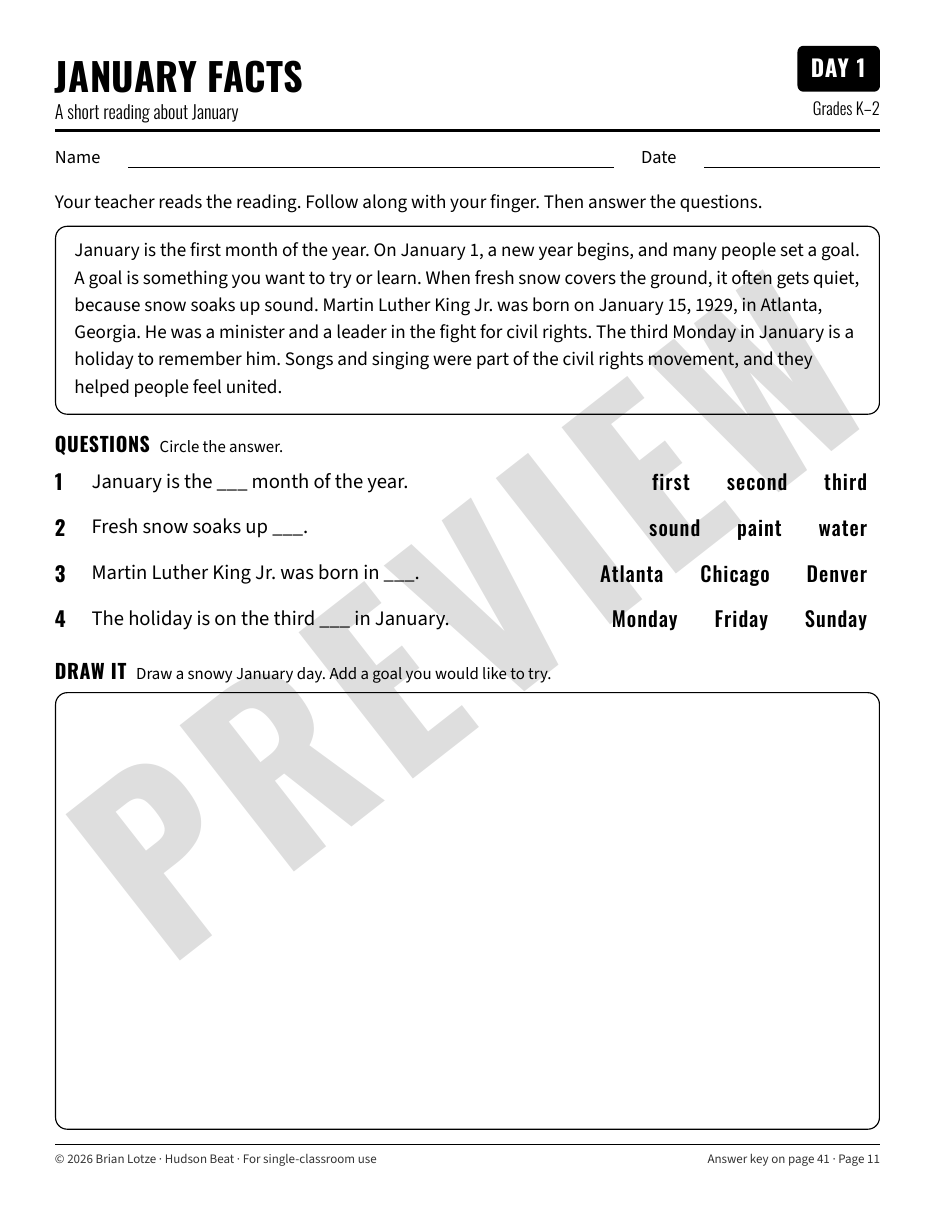 JANUARY FACTS
DAY 1
A short reading about January
Grades K–2
Name Date
Your teacher reads the reading. Follow along with your finger. Then answer the questions.
January is the first month of the year. On January 1, a new year begins, and many people set a goal.
A goal is something you want to try or learn. When fresh snow covers the ground, it often gets quiet,
because snow soaks up sound. Martin Luther King Jr. was born on January 15, 1929, in Atlanta,
Georgia. He was a minister and a leader in the fight for civil rights. The third Monday in January is a
holiday to remember him. Songs and singing were part of the civil rights movement, and they
helped people feel united.
QUESTIONS Circle the answer.
1 January is the ___ month of the year. first second third
2 Fresh snow soaks up ___. sound paint water
3 Martin Luther King Jr. was born in ___. Atlanta Chicago Denver
4 The holiday is on the third ___ in January. Monday Friday Sunday
DRAW IT Draw a snowy January day. Add a goal you would like to try.
PREVIEW
© 2026 Brian Lotze · Hudson Beat · For single-classroom use
Answer key on page 41 · Page 11